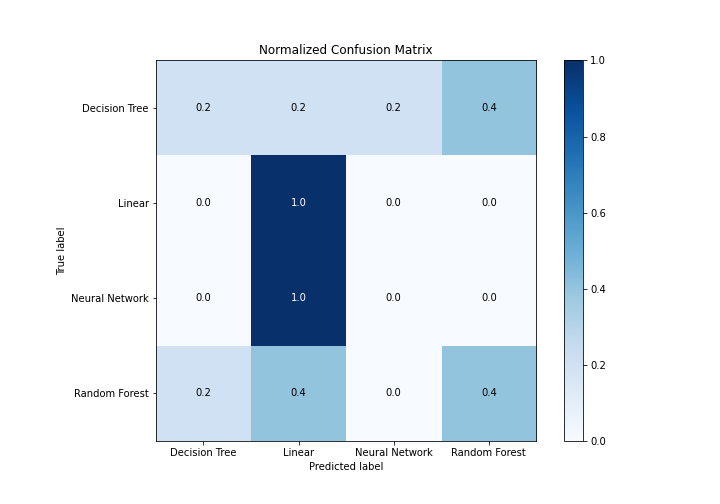 Normalized Confusion Matrix
1.0
Decision Tree
0.2 0.2 0.2 0.4
0.8
Linear
0.0 1.0 0.0 0.0
0.6
True label
Neural Network
0.0 1.0 0.0 0.0
0.4
0.2
Random Forest
0.2 0.4 0.0 0.4
0.0
Decision Tree Linear Neural Network Random Forest
Predicted label